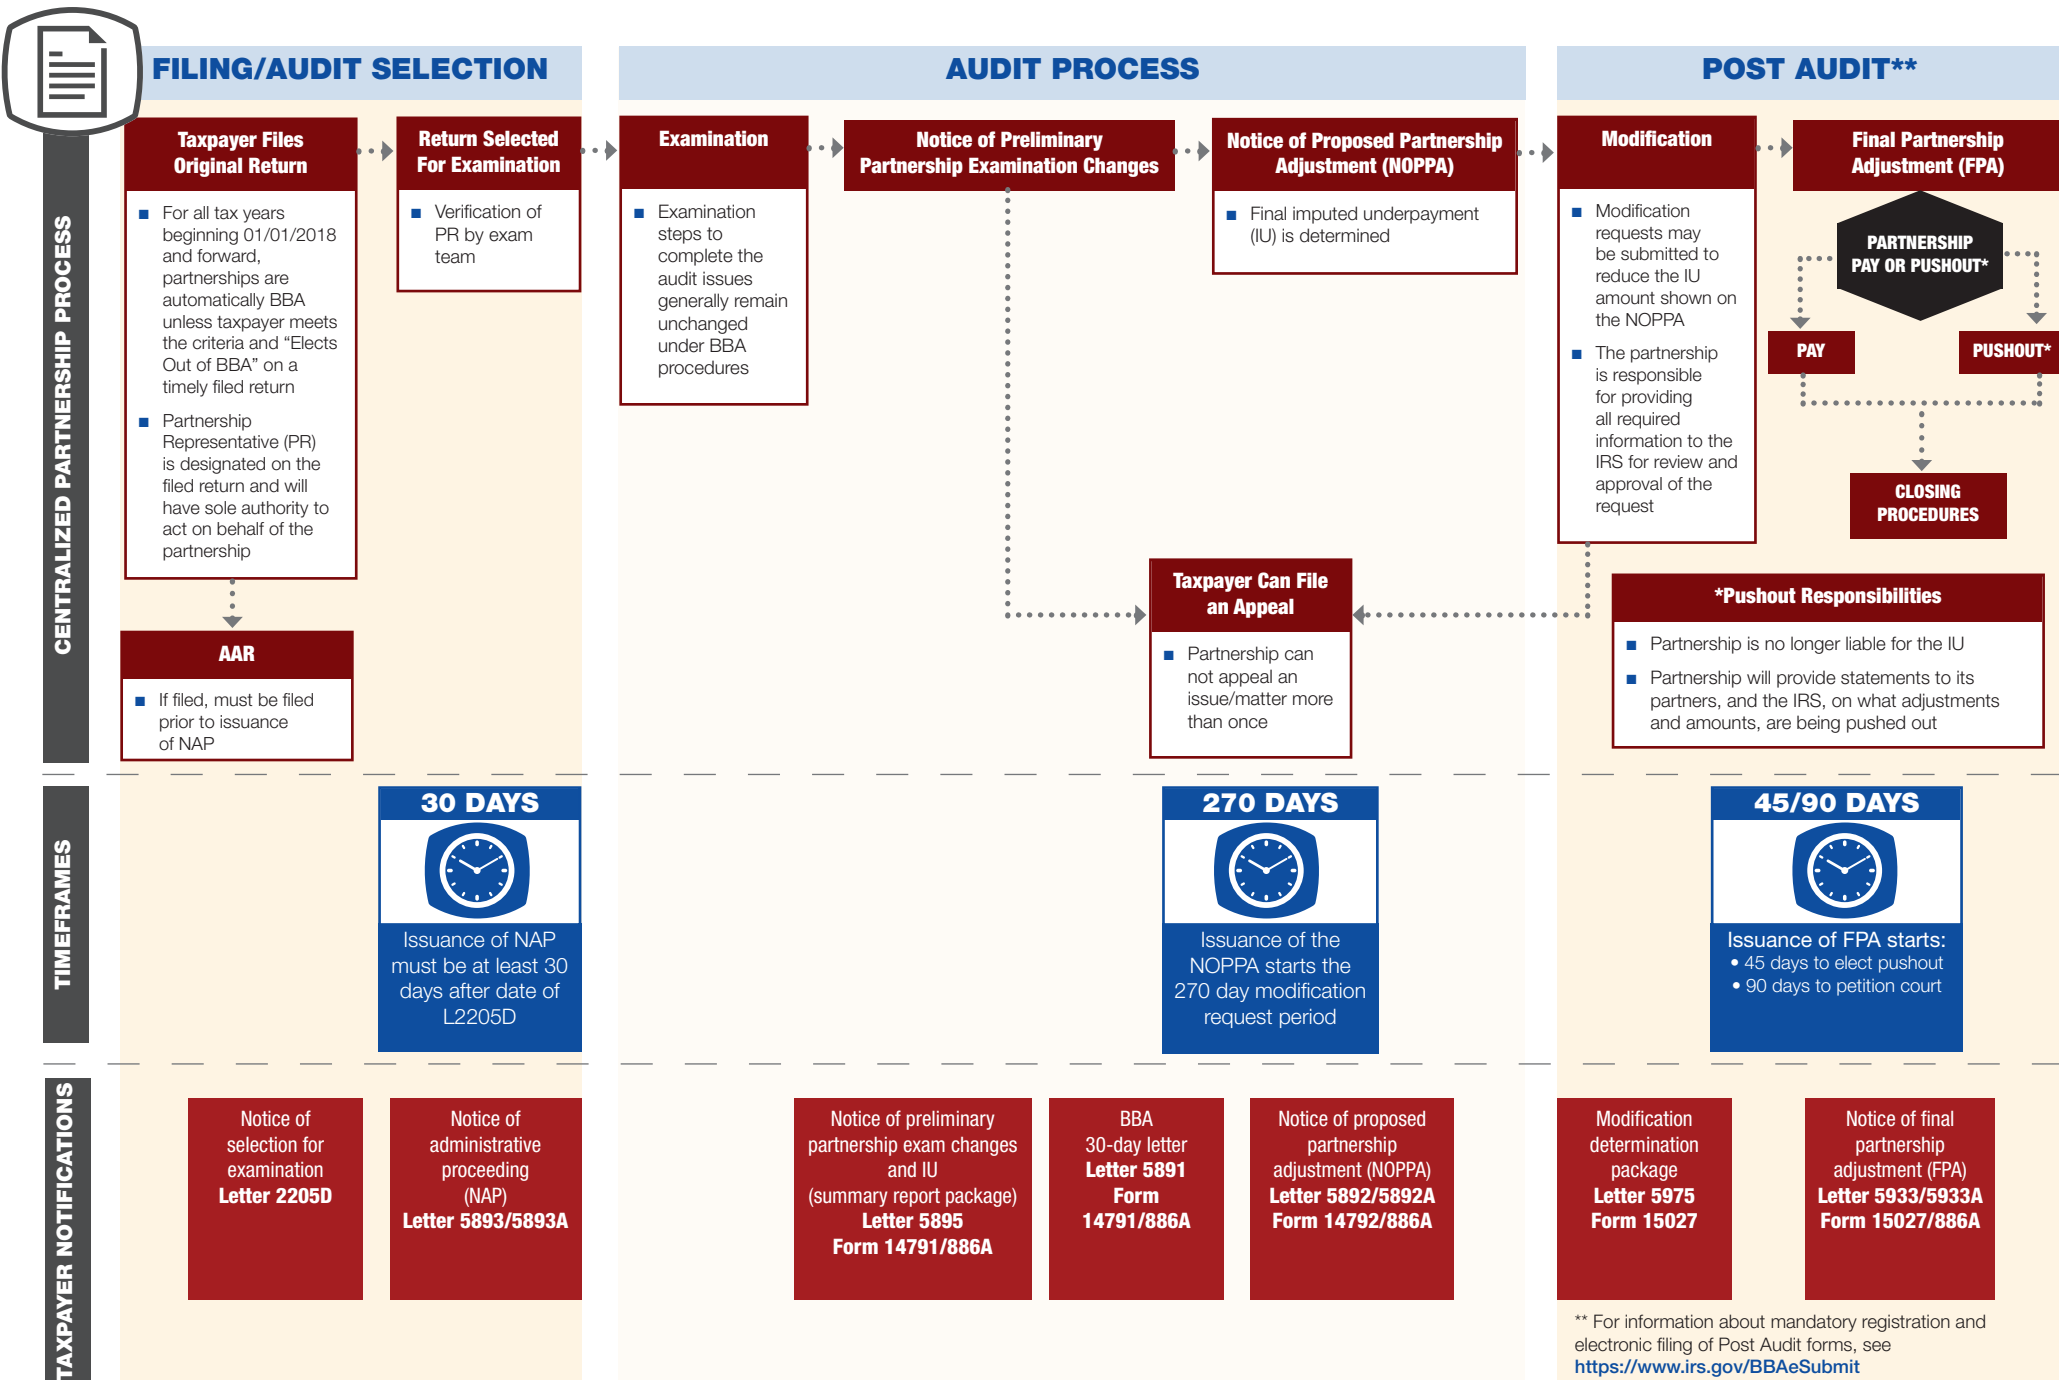 FILING/AUDIT SELECTION
AUDIT PROCESS
POST AUDIT**
CENTRALIZED PARTNERSHIP PROCESS
Taxpayer Files
Original Return
For all tax years
beginning 01/01/2018
and forward,
partnerships are
automatically BBA
unless taxpayer meets
the criteria and “Elects
Out of BBA” on a
timely filed return
Partnership
Representative (PR)
is designated on the
filed return and will
have sole authority to
act on behalf of the
partnership
AAR
If filed, must be filed
prior to issuance
of NAP
Return Selected
For Examination
Verification of
PR by exam
team
Examination
Examination
steps to
complete the
audit issues
generally remain
unchanged
under BBA
procedures
Notice of Preliminary
Partnership Examination Changes
Notice of Proposed Partnership
Adjustment (NOPPA)
Final imputed underpayment
(IU) is determined
Taxpayer Can File
an Appeal
Partnership can
not appeal an
issue/matter more
than once
Modification
Modification
requests may
be submitted to
reduce the IU
amount shown on
the NOPPA
The partnership
is responsible
for providing
all required
information to the
IRS for review and
approval of the
request
Final Partnership
Adjustment (FPA)
PARTNERSHIP
PAY OR PUSHOUT*
PAY
PUSHOUT*
CLOSING
PROCEDURES
*Pushout Responsibilities
Partnership is no longer liable for the IU
Partnership will provide statements to its
partners, and the IRS, on what adjustments
and amounts, are being pushed out
TIMEFRAMES
30 DAYS
Issuance of NAP
must be at least 30
days after date of
L2205D
270 DAYS
Issuance of the
NOPPA starts the
270 day modification
request period
45/90 DAYS
Issuance of FPA starts:
• 45 days to elect pushout
• 90 days to petition court
TAXPAYER NOTIFICATIONS
Notice of
selection for
examination
Letter 2205D
Notice of
administrative
proceeding
(NAP)
Letter 5893/5893A
Notice of preliminary
partnership exam changes
and IU
(summary report package)
Letter 5895
Form 14791/886A
BBA
30-day letter
Letter 5891
Form
14791/886A
Notice of proposed
partnership
adjustment (NOPPA)
Letter 5892/5892A
Form 14792/886A
Modification
determination
package
Letter 5975
Form 15027
Notice of final
partnership
adjustment (FPA)
Letter 5933/5933A
Form 15027/886A
** For information about mandatory registration and
electronic filing of Post Audit forms, see
https://www.irs.gov/BBAeSubmit